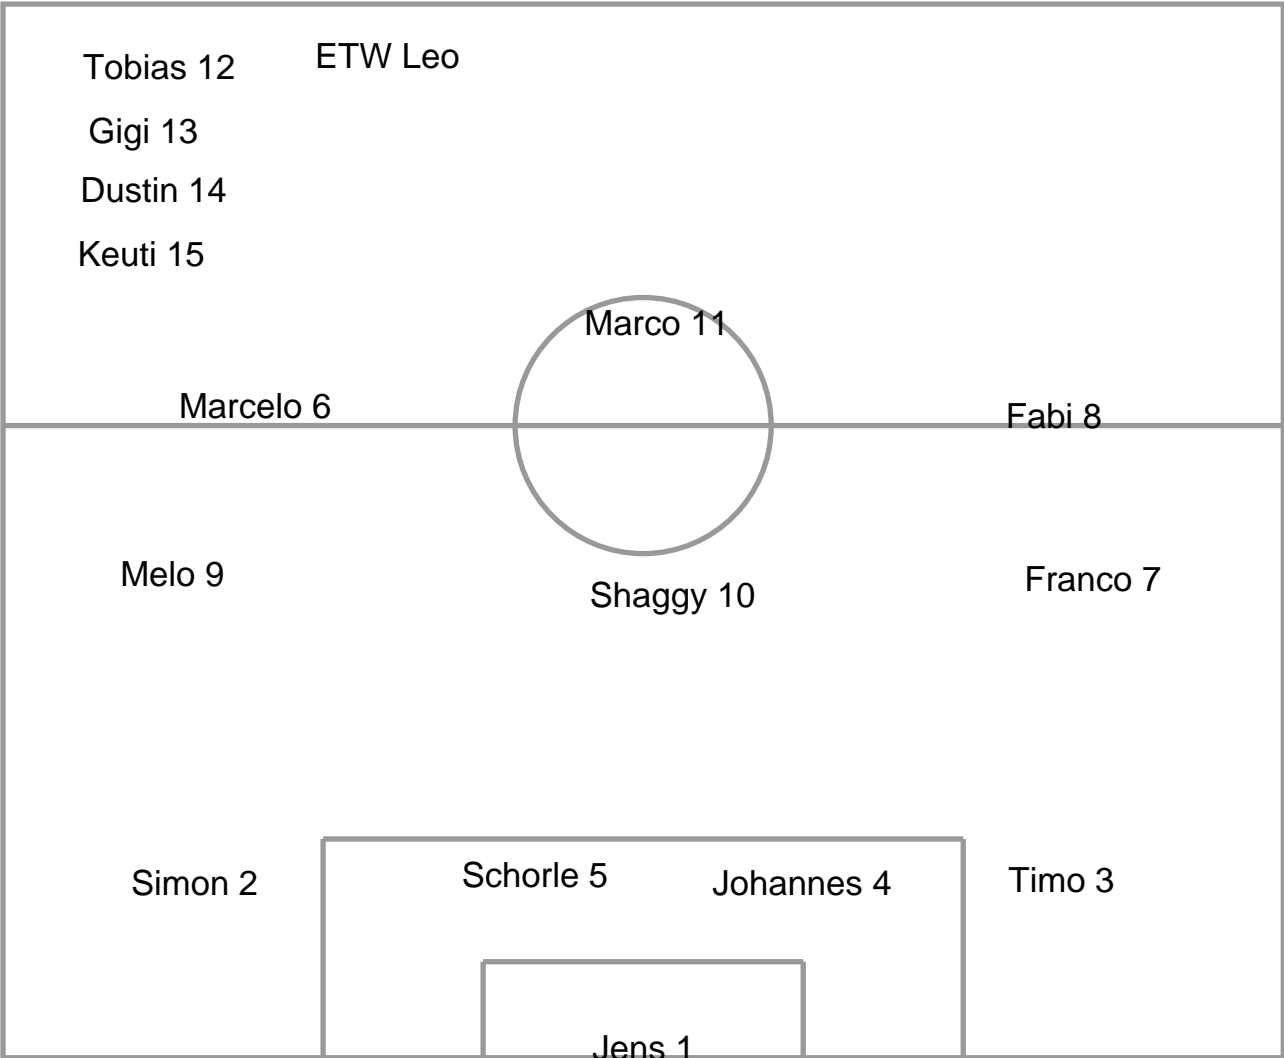 Tobias 12
ETW Leo
Gigi 13
Dustin 14
Keuti 15
Marco 11
Marcelo 6
Fabi 8
Melo 9
Shaggy 10
Franco 7
Simon 2
Schorle 5
Johannes 4
Timo 3
Jens 1